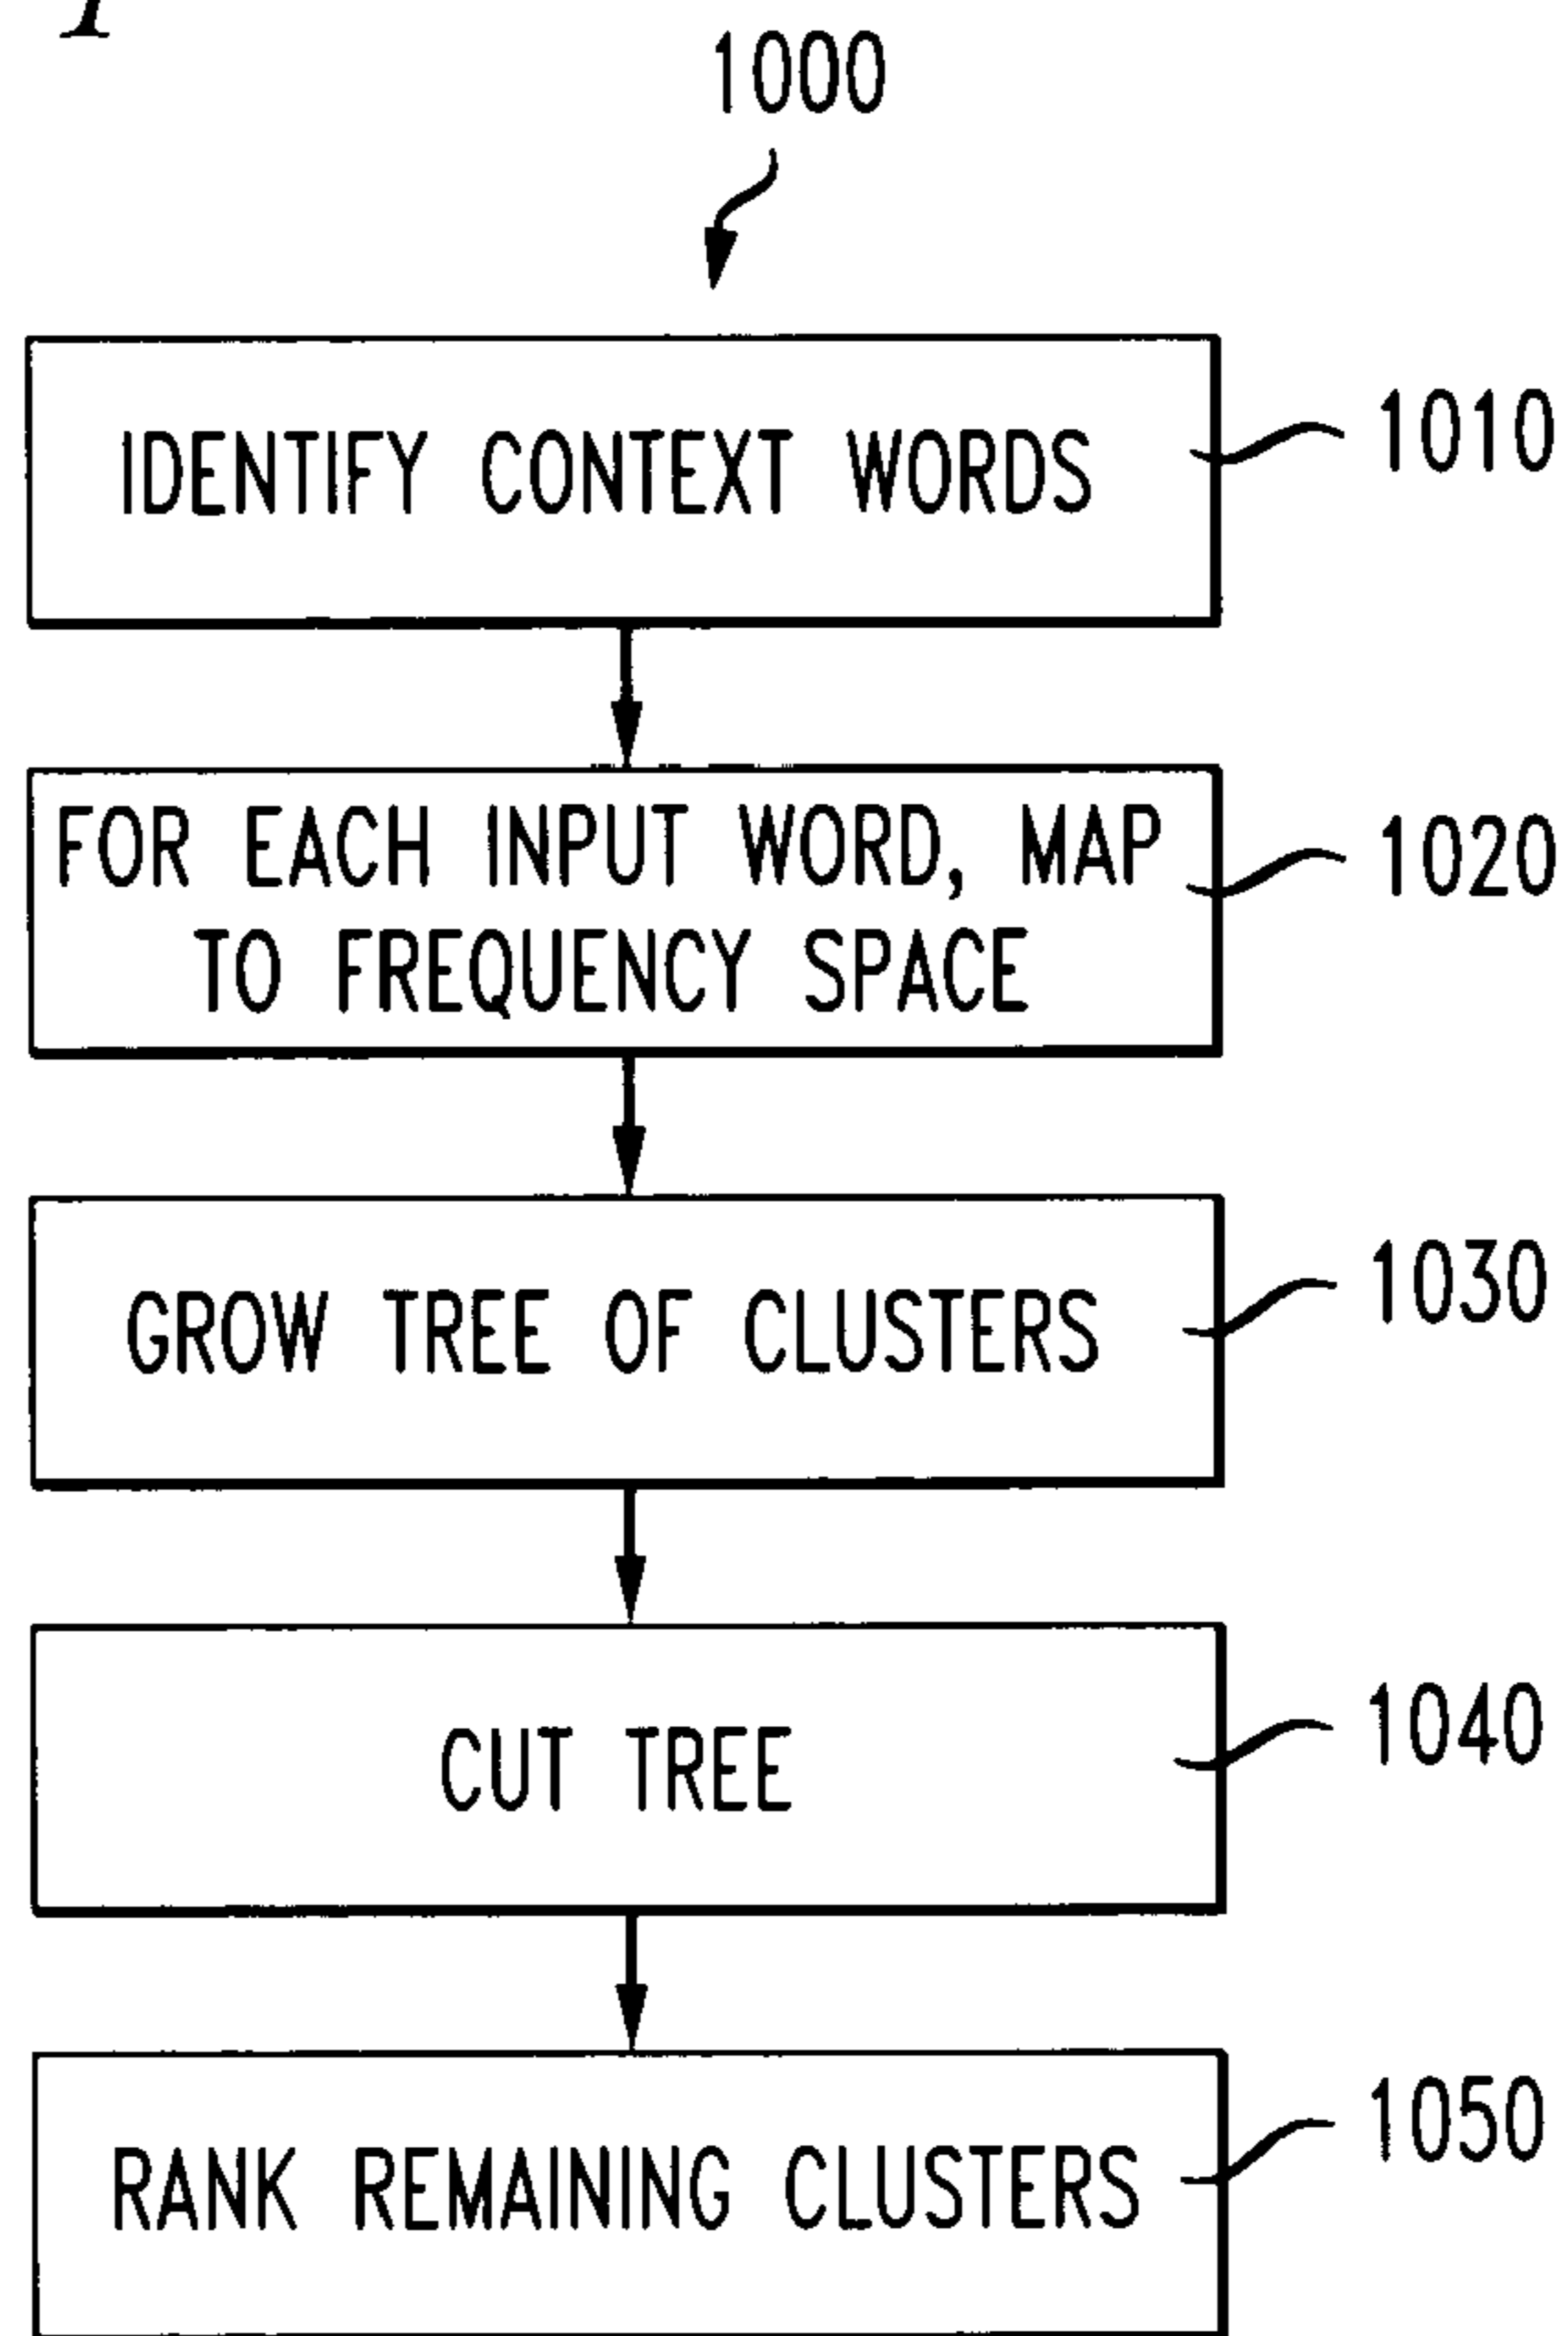 1000
IDENTIFY CONTEXT WORDS
1010
FOR EACH INPUT WORD, MAP
TO FREQUENCY SPACE
1020
GROW TREE OF CLUSTERS
1030
CUT TREE
1040
RANK REMAINING CLUSTERS
1050